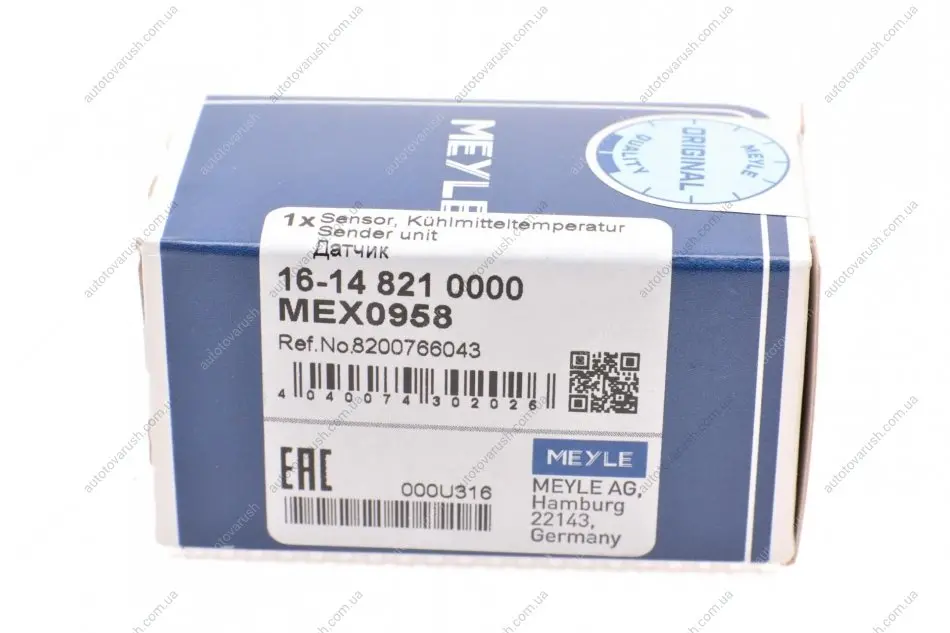 MEYLE
MEYLE
ORIGINAL
QUALITY
1x Sensor, Kühlmitteltemperatur
Sender unit
Датчик
16-14 821 0000
MEX0958
Ref.No.8200766043
4 040074 302026
EAC
000U316
MEYLE
MEYLE AG,
Hamburg
22143,
Germany
autotovarush.com.ua